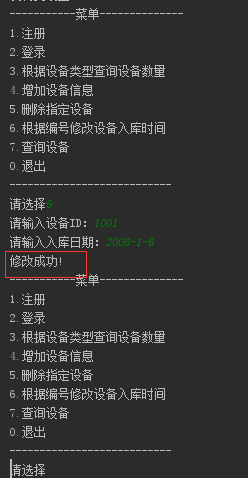 -----------菜单--------------
1.注册
2.登录
3.根据设备类型查询设备数量
4.增加设备信息
5.删除指定设备
6.根据编号修改设备入库时间
7.查询设备
0.退出
--------------------------
请选择6
请输入设备ID: 1001
请输入入库日期: 2008-1-6
修改成功!
-----------菜单--------------
1.注册
2.登录
3.根据设备类型查询设备数量
4.增加设备信息
5.删除指定设备
6.根据编号修改设备入库时间
7.查询设备
0.退出
--------------------------
请选择